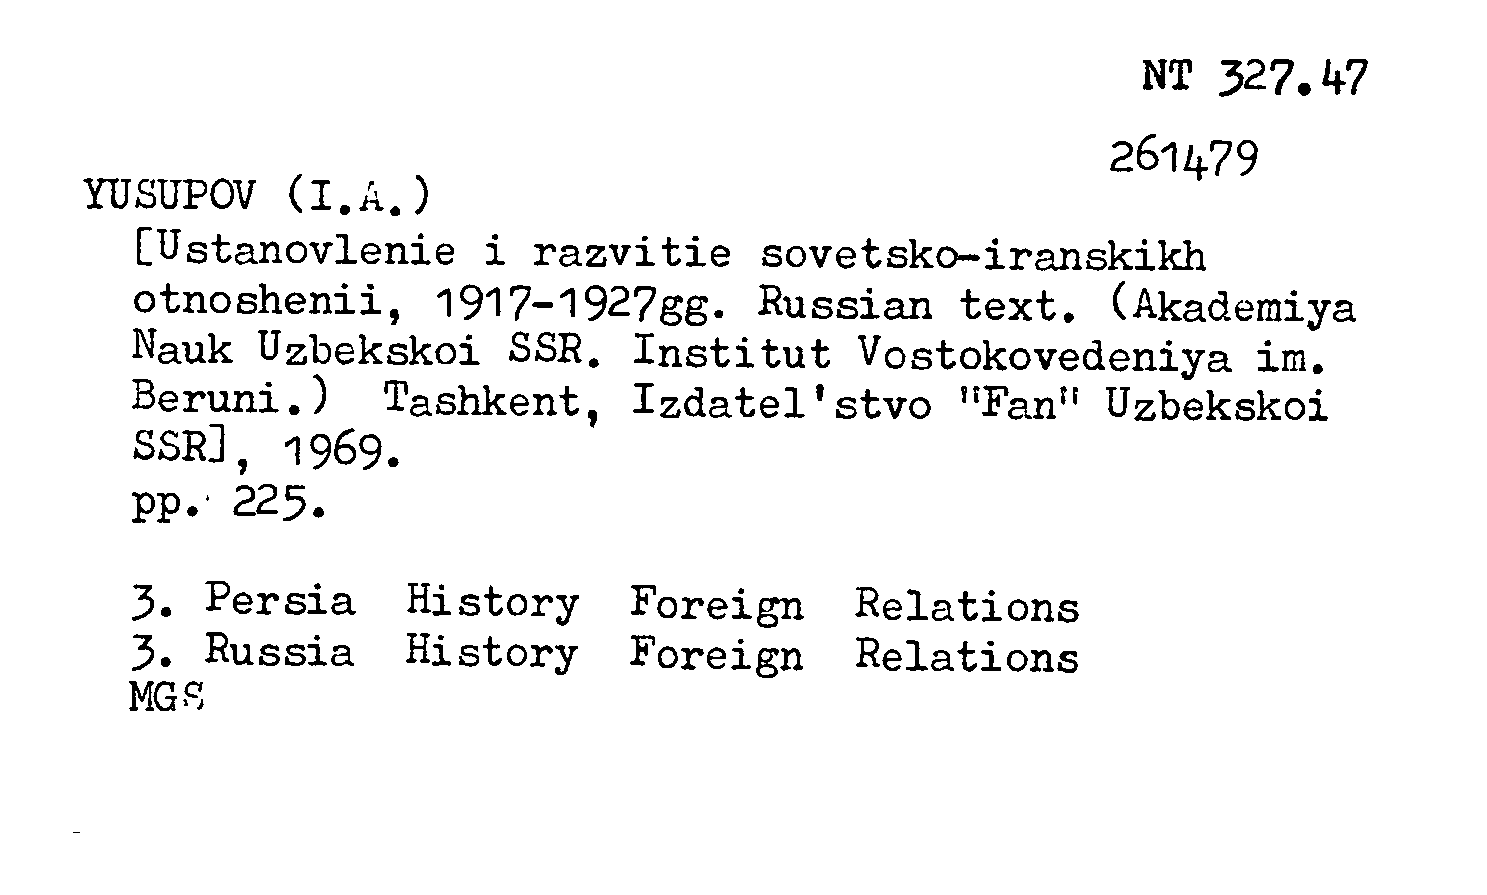 NT 327.47
261479
YUSUPOV (I.A.)
[Ustanovlenie i razvitie sovetsko-iranskikh
otnoshenii, 1917-1927gg. Russian text. (Akademiya
Nauk Uzbekskoi SSR. Institut Vostokovedeniya im.
Beruni.) Tashkent, Izdatel'stvo "Fan" Uzbekskoi
SSR], 1969.
pp. 225.
3. Persia History Foreign Relations
3. Russia History Foreign Relations
MGS